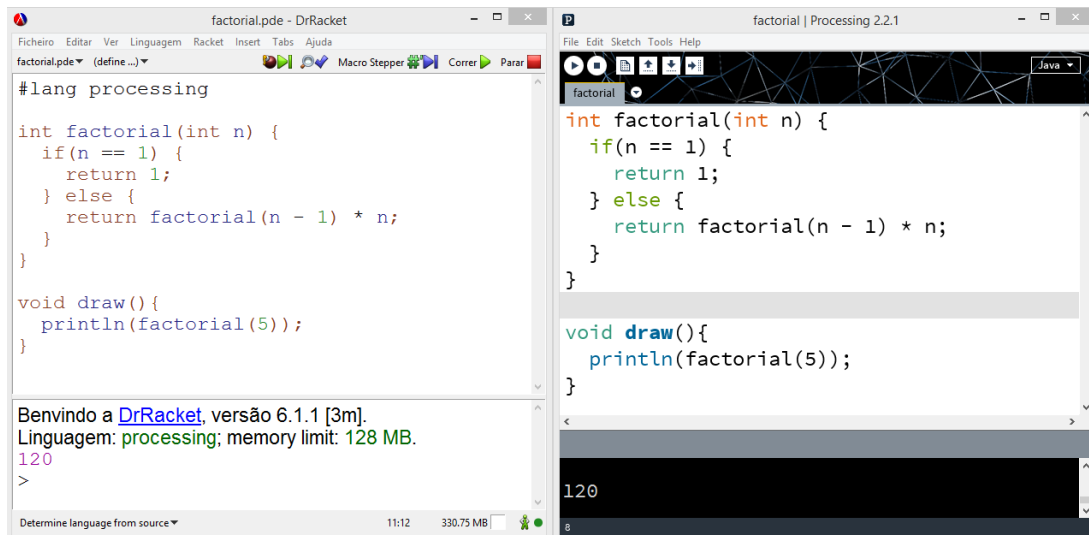 factorial.pde - DrRacket
Ficheiro Editar Ver Linguagem Racket Insert Tabs Ajuda
factorial.pde (define ...) Macro Stepper Correr Parar
#lang processing
int factorial(int n) {
  if(n == 1) {
    return 1;
  } else {
    return factorial(n - 1) * n;
  }
}
void draw(){
  println(factorial(5));
}
Benvindo a DrRacket, versão 6.1.1 [3m].
Linguagem: processing; memory limit: 128 MB.
120
>
Determine language from source 11:12 330.75 MB
P factorial | Processing 2.2.1
File Edit Sketch Tools Help
Java
factorial
int factorial(int n) {
  if(n == 1) {
    return 1;
  } else {
    return factorial(n - 1) * n;
  }
}
void draw(){
  println(factorial(5));
}
120
8